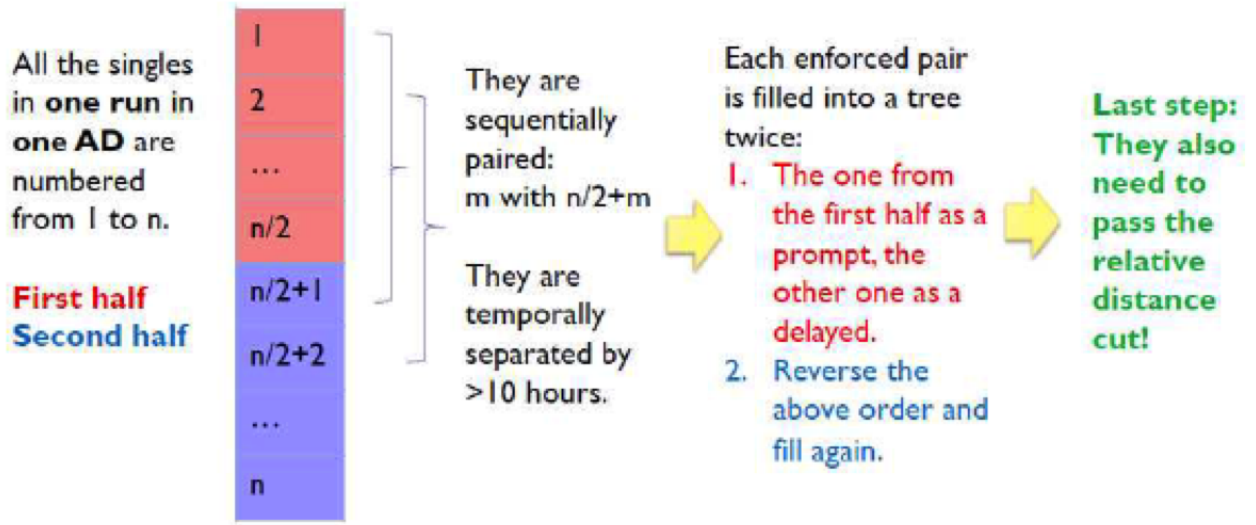 All the singles
in one run in
one AD are
numbered
from 1 to n.
First half
Second half
1
2
...
n/2
n/2+1
n/2+2
...
n
They are
sequentially
paired:
m with n/2+m
They are
temporally
separated by
>10 hours.
Each enforced pair
is filled into a tree
twice:
1. The one from
the first half as a
prompt, the
other one as a
delayed.
2. Reverse the
above order and
fill again.
Last step:
They also
need to
pass the
relative
distance
cut!